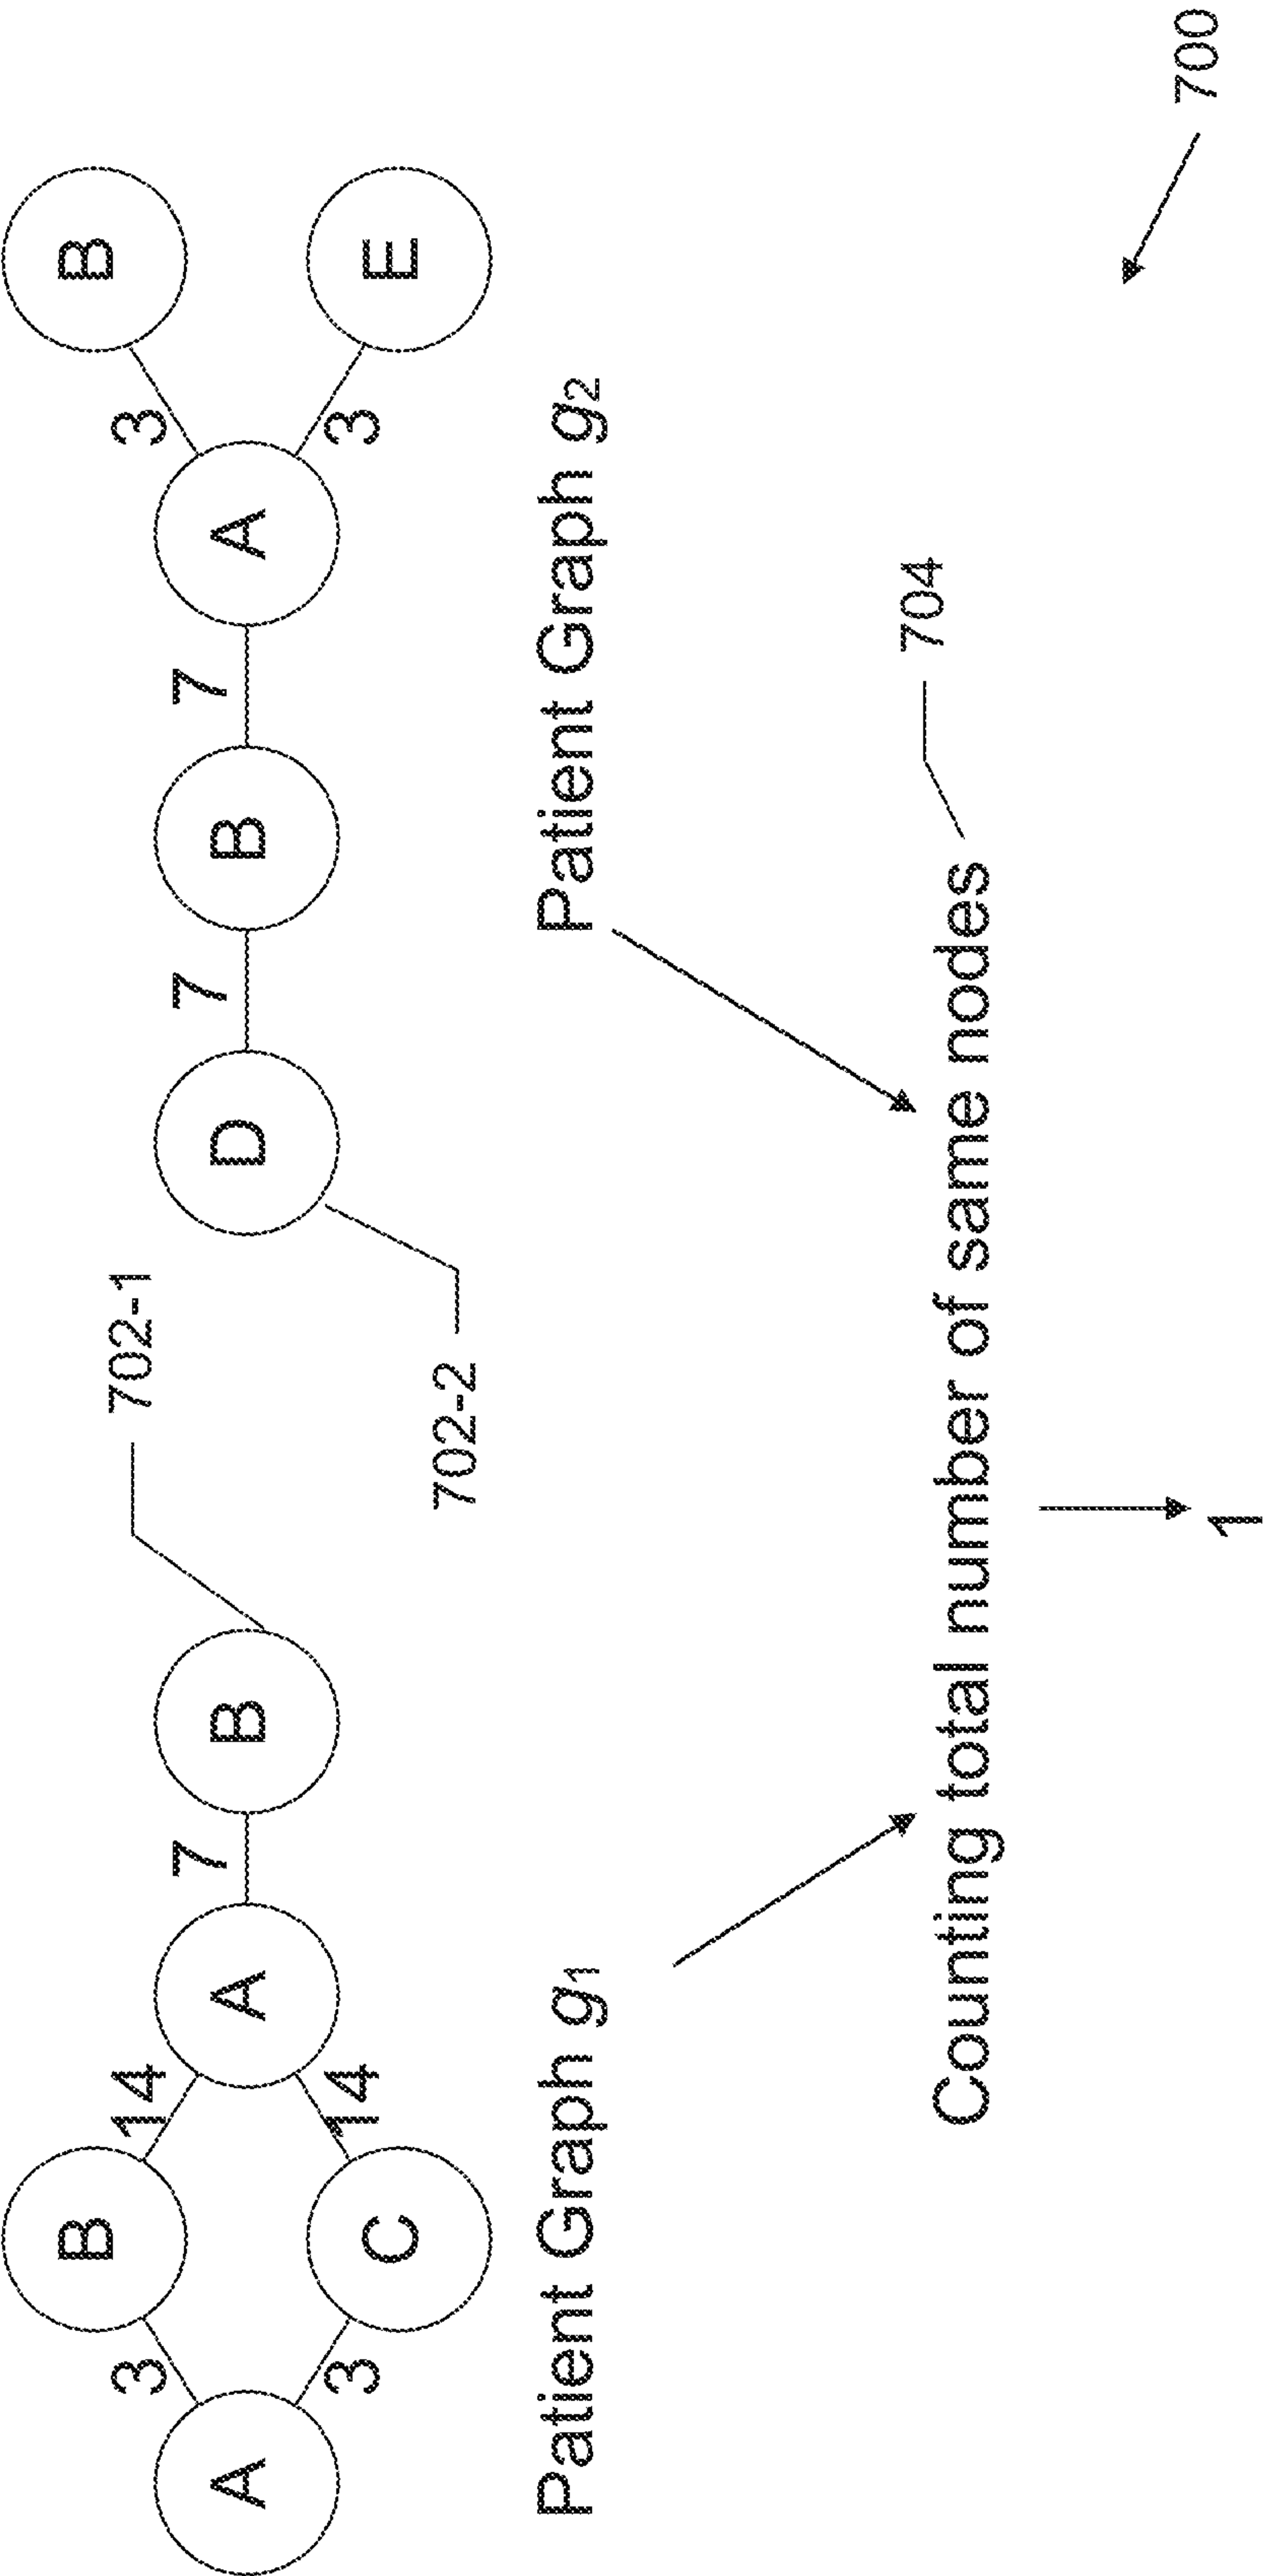 B B
3 14 702-1 3
7 7 7
A A B D B A
3 14 3
C E
702-2
Patient Graph g1 Patient Graph g2
704
Counting total number of same nodes
1
700